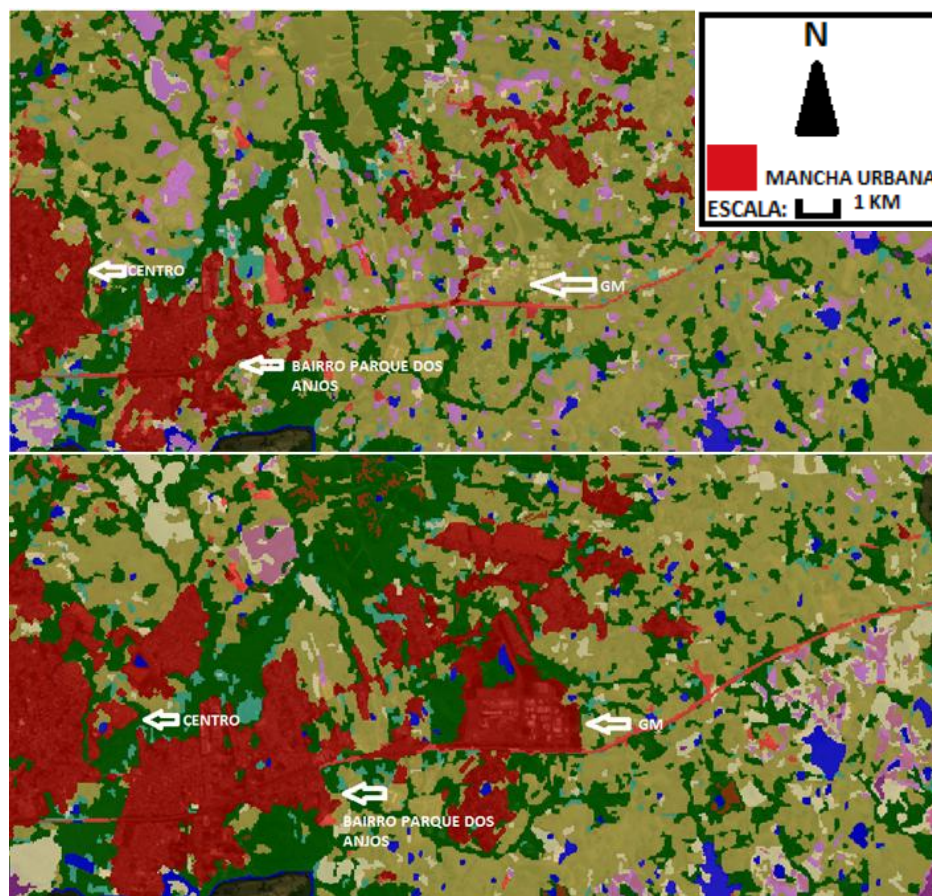 N
MANCHA URBANA
ESCALA: 1 KM
CENTRO
GM
BAIRRO PARQUE DOS
ANJOS
CENTRO
GM
BAIRRO PARQUE DOS
ANJOS